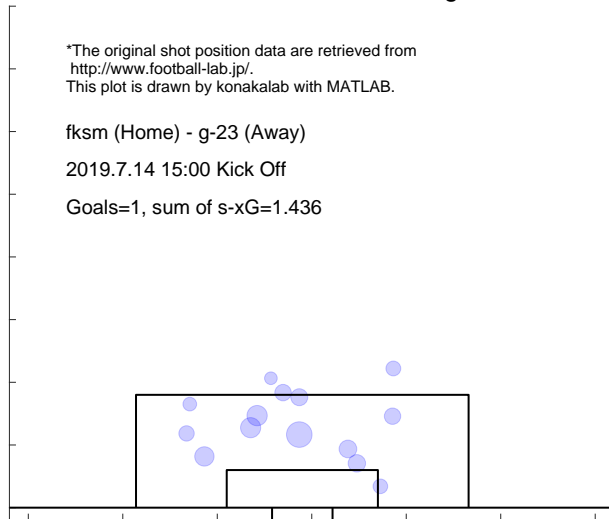 *The original shot position data are retrieved from
http://www.football-lab.jp/.
This plot is drawn by konakalab with MATLAB.
fksm (Home) - g-23 (Away)
2019.7.14 15:00 Kick Off
Goals=1, sum of s-xG=1.436